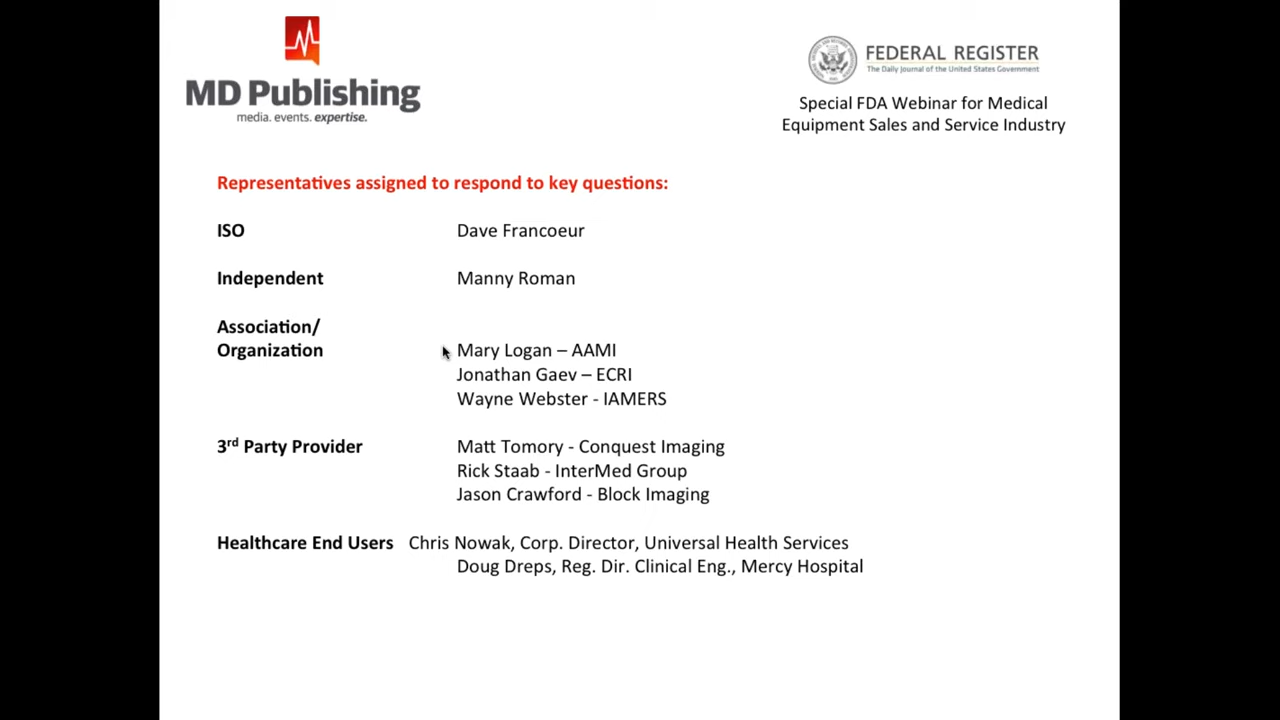 MD Publishing
media. events. expertise.
FEDERAL REGISTER
The Daily Journal of the United States Government
Special FDA Webinar for Medical
Equipment Sales and Service Industry
Representatives assigned to respond to key questions:
ISO Dave Francoeur
Independent Manny Roman
Association/
Organization Mary Logan – AAMI
Jonathan Gaev – ECRI
Wayne Webster - IAMERS
3rd Party Provider Matt Tomory - Conquest Imaging
Rick Staab - InterMed Group
Jason Crawford - Block Imaging
Healthcare End Users Chris Nowak, Corp. Director, Universal Health Services
Doug Dreps, Reg. Dir. Clinical Eng., Mercy Hospital